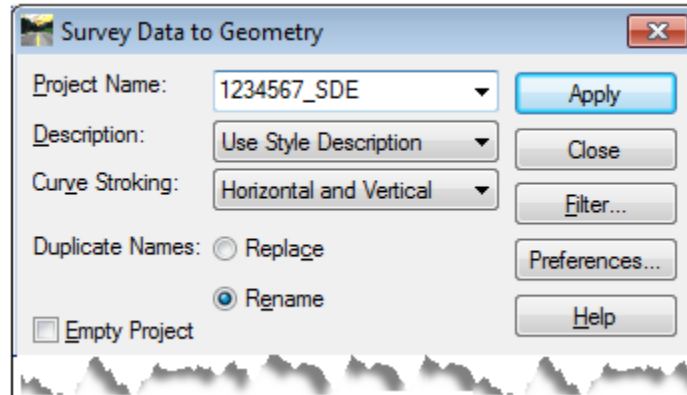 Survey Data to Geometry
Project Name: 1234567_SDE Apply
Description: Use Style Description Close
Curve Stroking: Horizontal and Vertical Filter...
Duplicate Names: Replace Preferences...
Rename Help
Empty Project